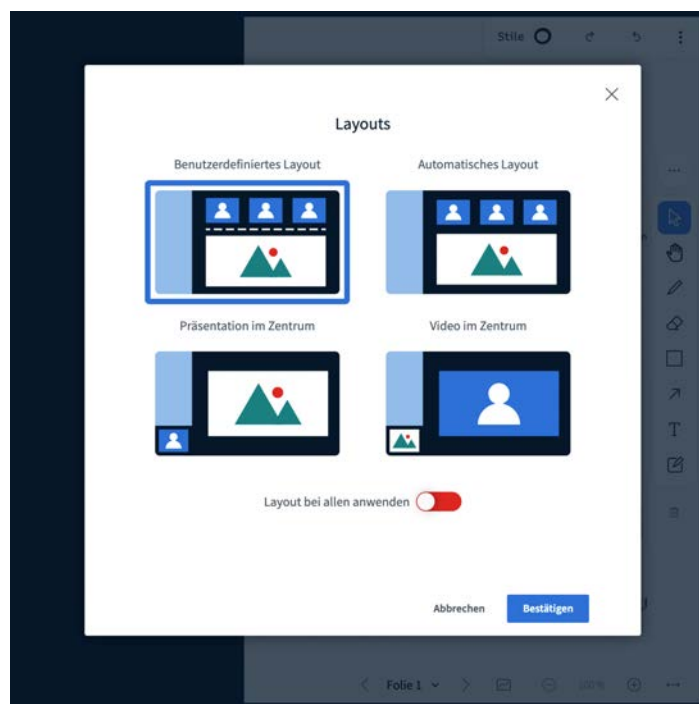 Stile
Layouts
Benutzerdefiniertes Layout
Automatisches Layout
Präsentation im Zentrum
Video im Zentrum
Layout bei allen anwenden
Abbrechen
Bestätigen
T
Folie 1
100%